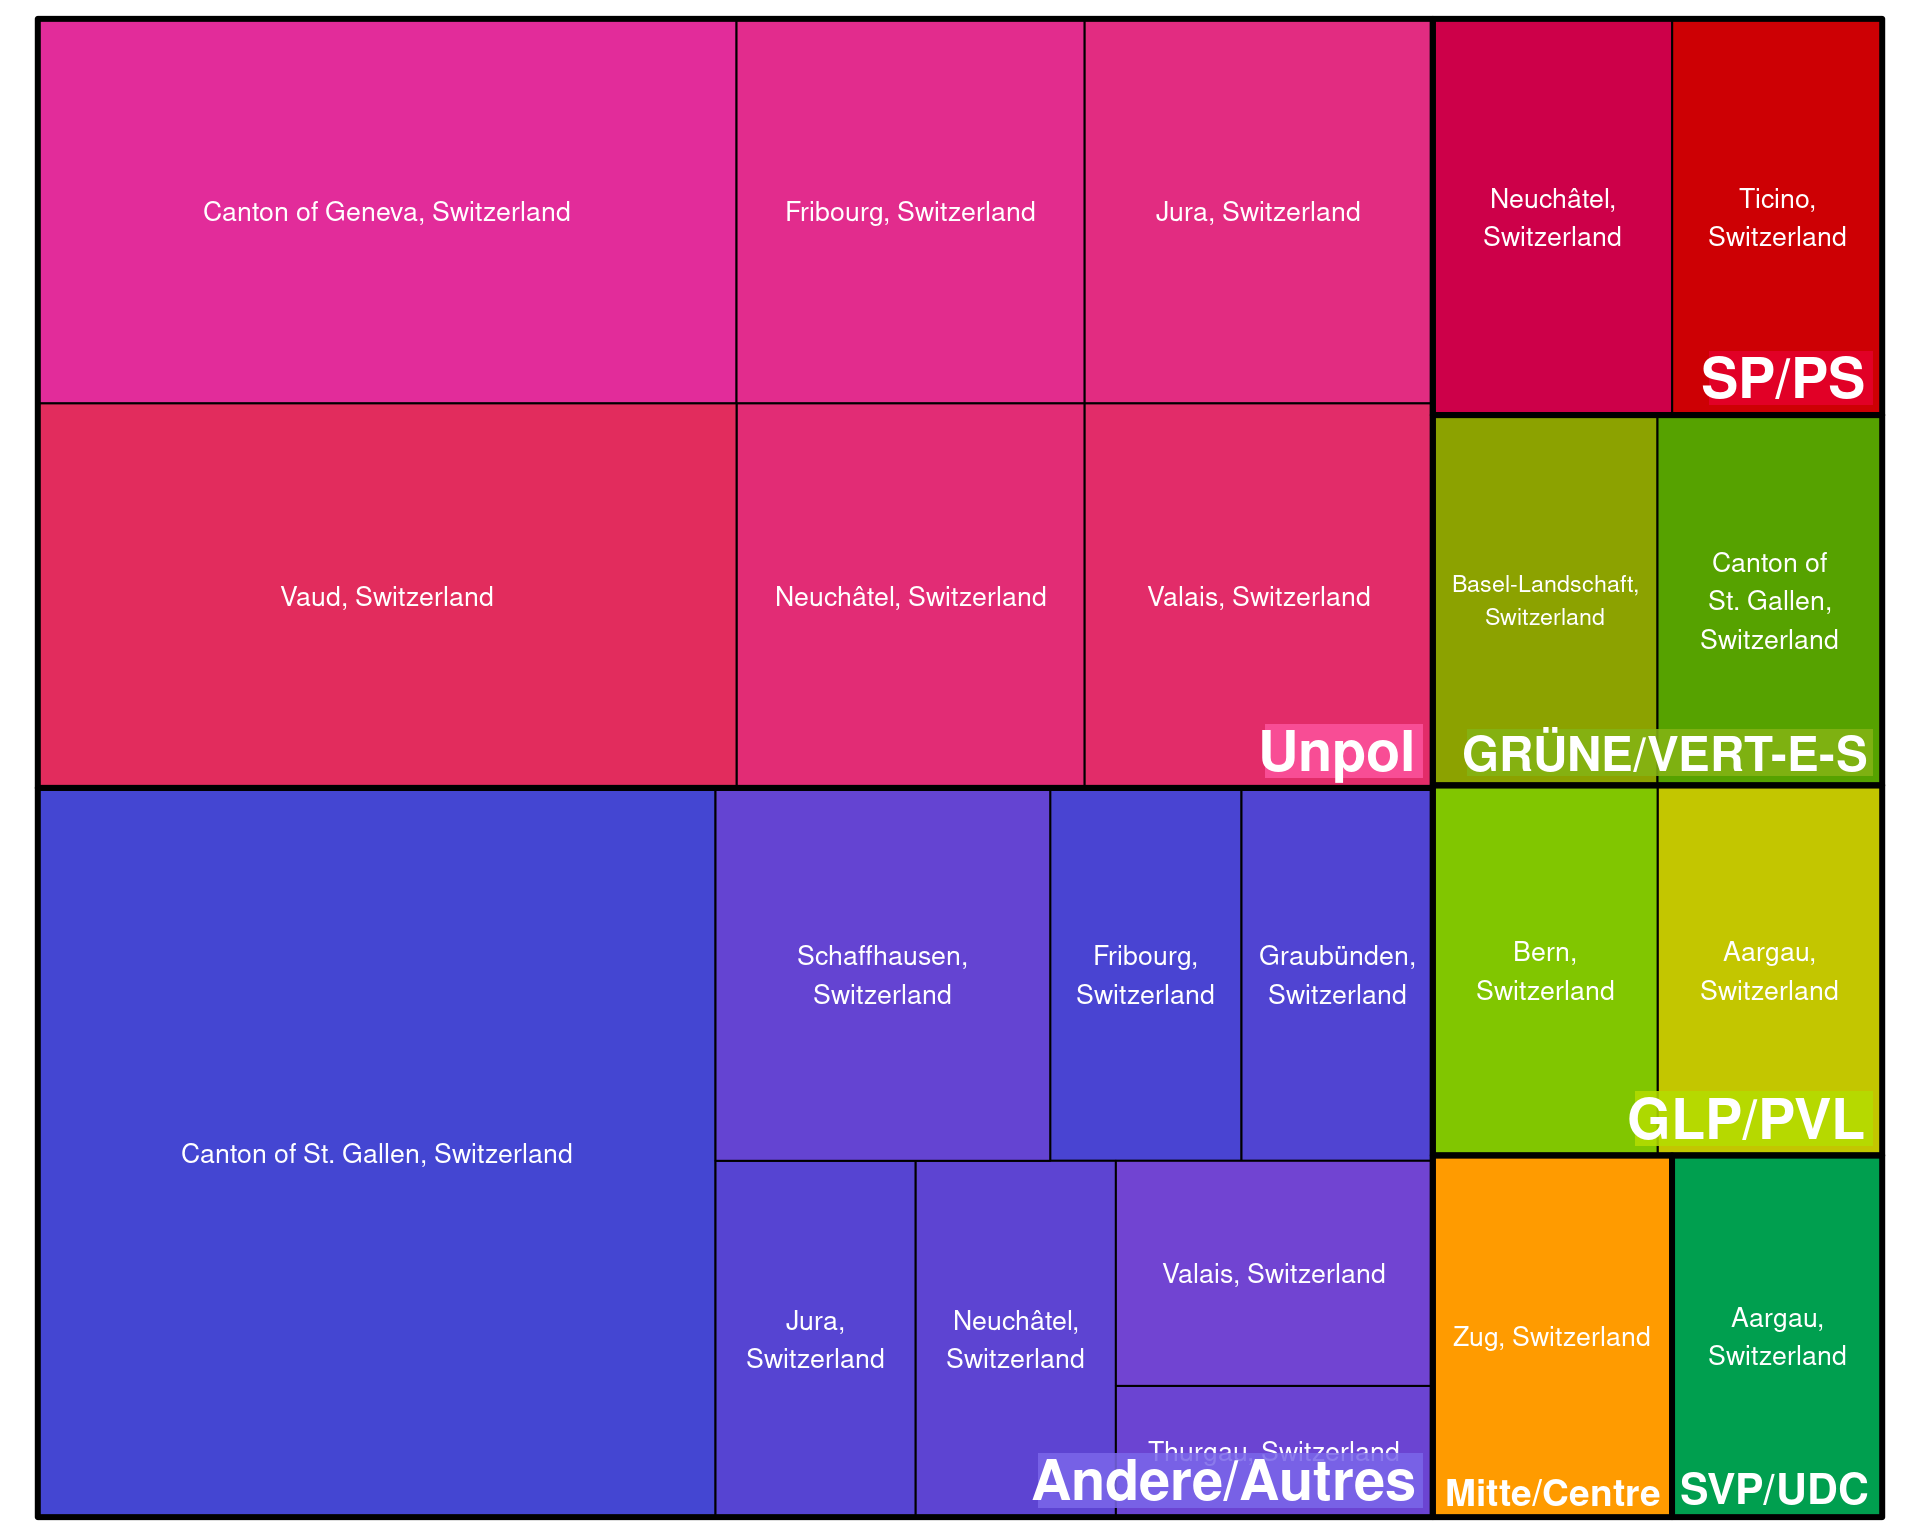 Canton of Geneva, Switzerland
Fribourg, Switzerland
Jura, Switzerland
Vaud, Switzerland
Neuchâtel, Switzerland
Valais, Switzerland
Unpol
Canton of St. Gallen, Switzerland
Schaffhausen,
Switzerland
Fribourg,
Switzerland
Graubünden,
Switzerland
Jura,
Switzerland
Neuchâtel,
Switzerland
Valais, Switzerland
Thurgau, Switzerland
Andere/Autres
Neuchâtel,
Switzerland
Ticino,
Switzerland
SP/PS
Basel-Landschaft,
Switzerland
Canton of
St. Gallen,
Switzerland
GRÜNE/VERT-E-S
Bern,
Switzerland
Aargau,
Switzerland
GLP/PVL
Zug, Switzerland
Mitte/Centre
Aargau,
Switzerland
SVP/UDC